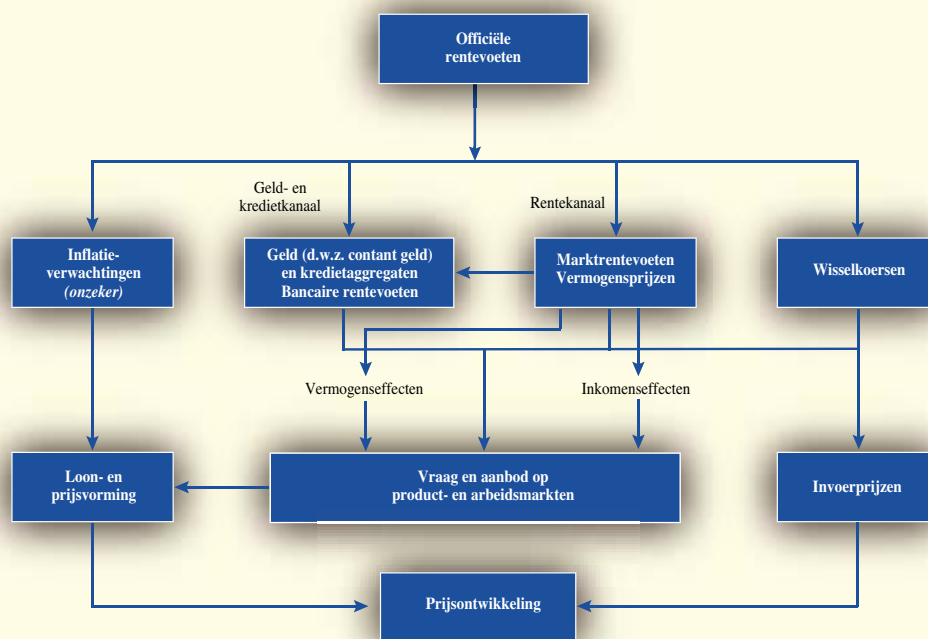 Officiële
rentevoeten
Geld- en
kredietkanaal
Rentekanaal
Inflatie-
verwachtingen
(onzeker)
Geld (d.w.z. contant geld)
en kredietaggregaten
Bancaire rentevoeten
Marktrentevoeten
Vermogensprijzen
Wisselkoersen
Vermogenseffecten
Inkomenseffecten
Loon- en
prijsvorming
Vraag en aanbod op
product- en arbeidsmarkten
Invoerprijzen
Prijsontwikkeling